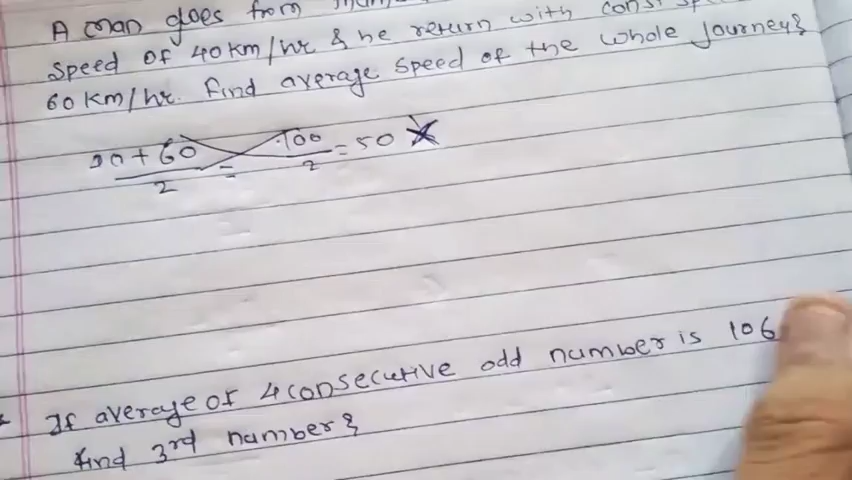 A man goes from
speed of 40 km/hr & he return with const
60 km/hr. find average speed of the whole Journey?
40 + 60 / 2 = 100 / 2 = 50
If average of 4 consecutive odd number is 106
find 3rd number?